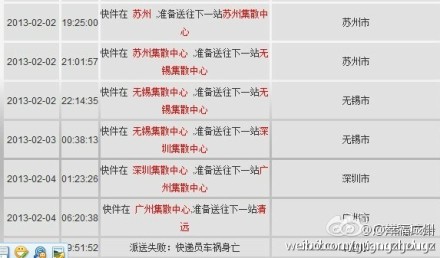 2013-02-02 19:25:00 快件在 苏州 ,准备送往下一站苏州集散中心 苏州市
2013-02-02 21:01:57 快件在 苏州集散中心 ,准备送往下一站无锡集散中心 苏州市
2013-02-02 22:14:35 快件在 无锡集散中心 ,准备送往下一站无锡集散中心 无锡市
2013-02-03 00:38:13 快件在 无锡集散中心 ,准备送往下一站深圳集散中心 无锡市
2013-02-04 01:23:26 快件在 深圳集散中心 ,准备送往下一站广州集散中心 深圳市
2013-02-04 06:20:38 快件在 广州集散中心 ,准备送往下一站清远 广州市
9:51:52 派送失败：快递员车祸身亡